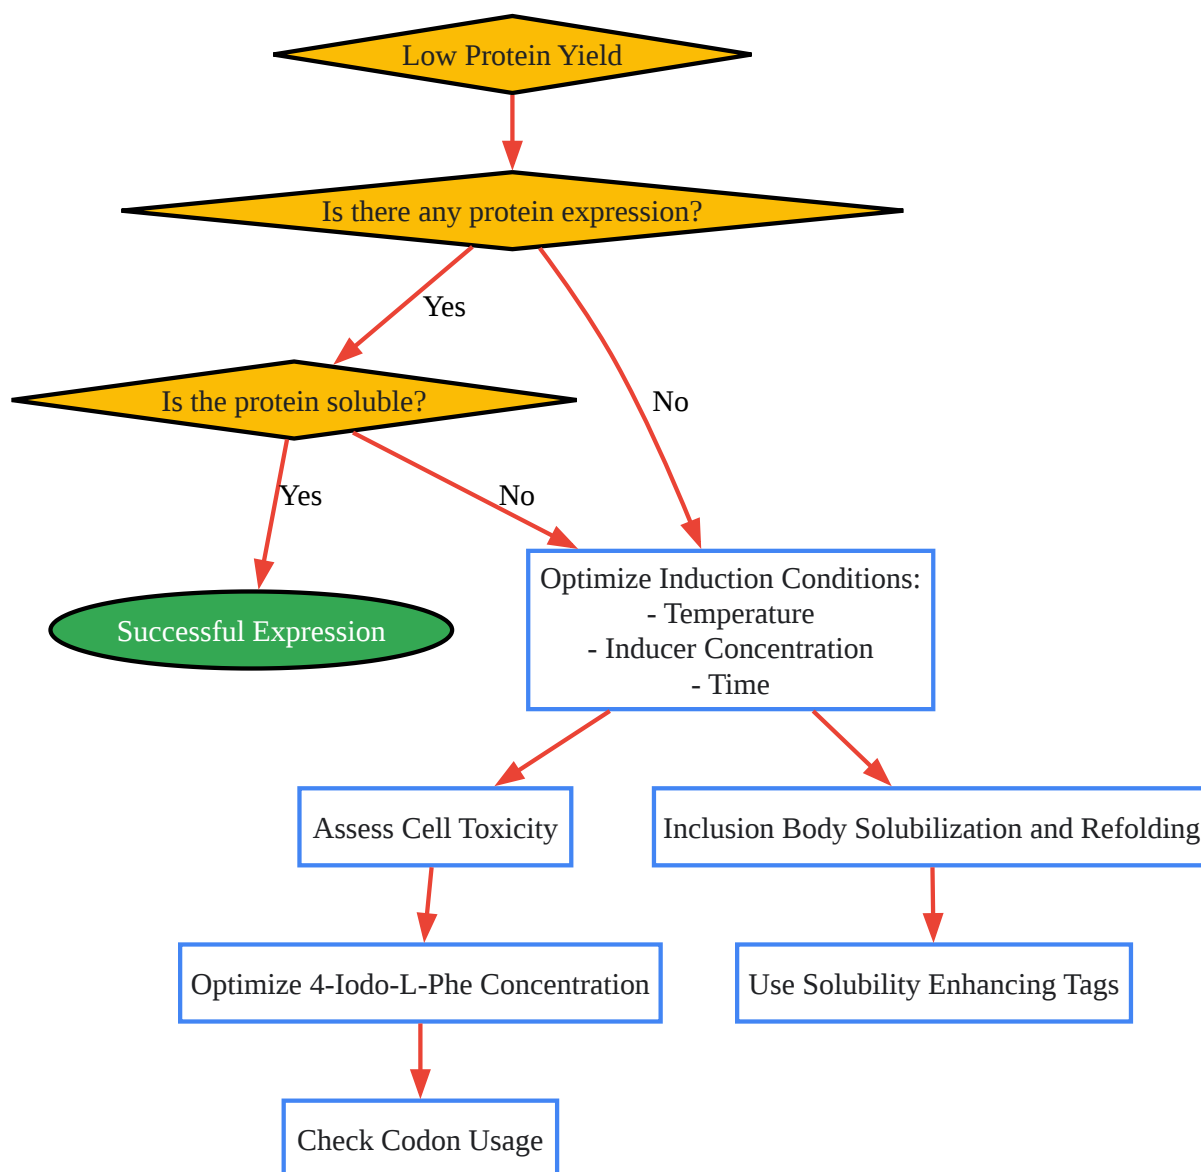 Low Protein Yield
Is there any protein expression?
Yes
No
Is the protein soluble?
Yes
No
Successful Expression
Optimize Induction Conditions:
- Temperature
- Inducer Concentration
- Time
Assess Cell Toxicity
Inclusion Body Solubilization and Refolding
Optimize 4-Iodo-L-Phe Concentration
Use Solubility Enhancing Tags
Check Codon Usage